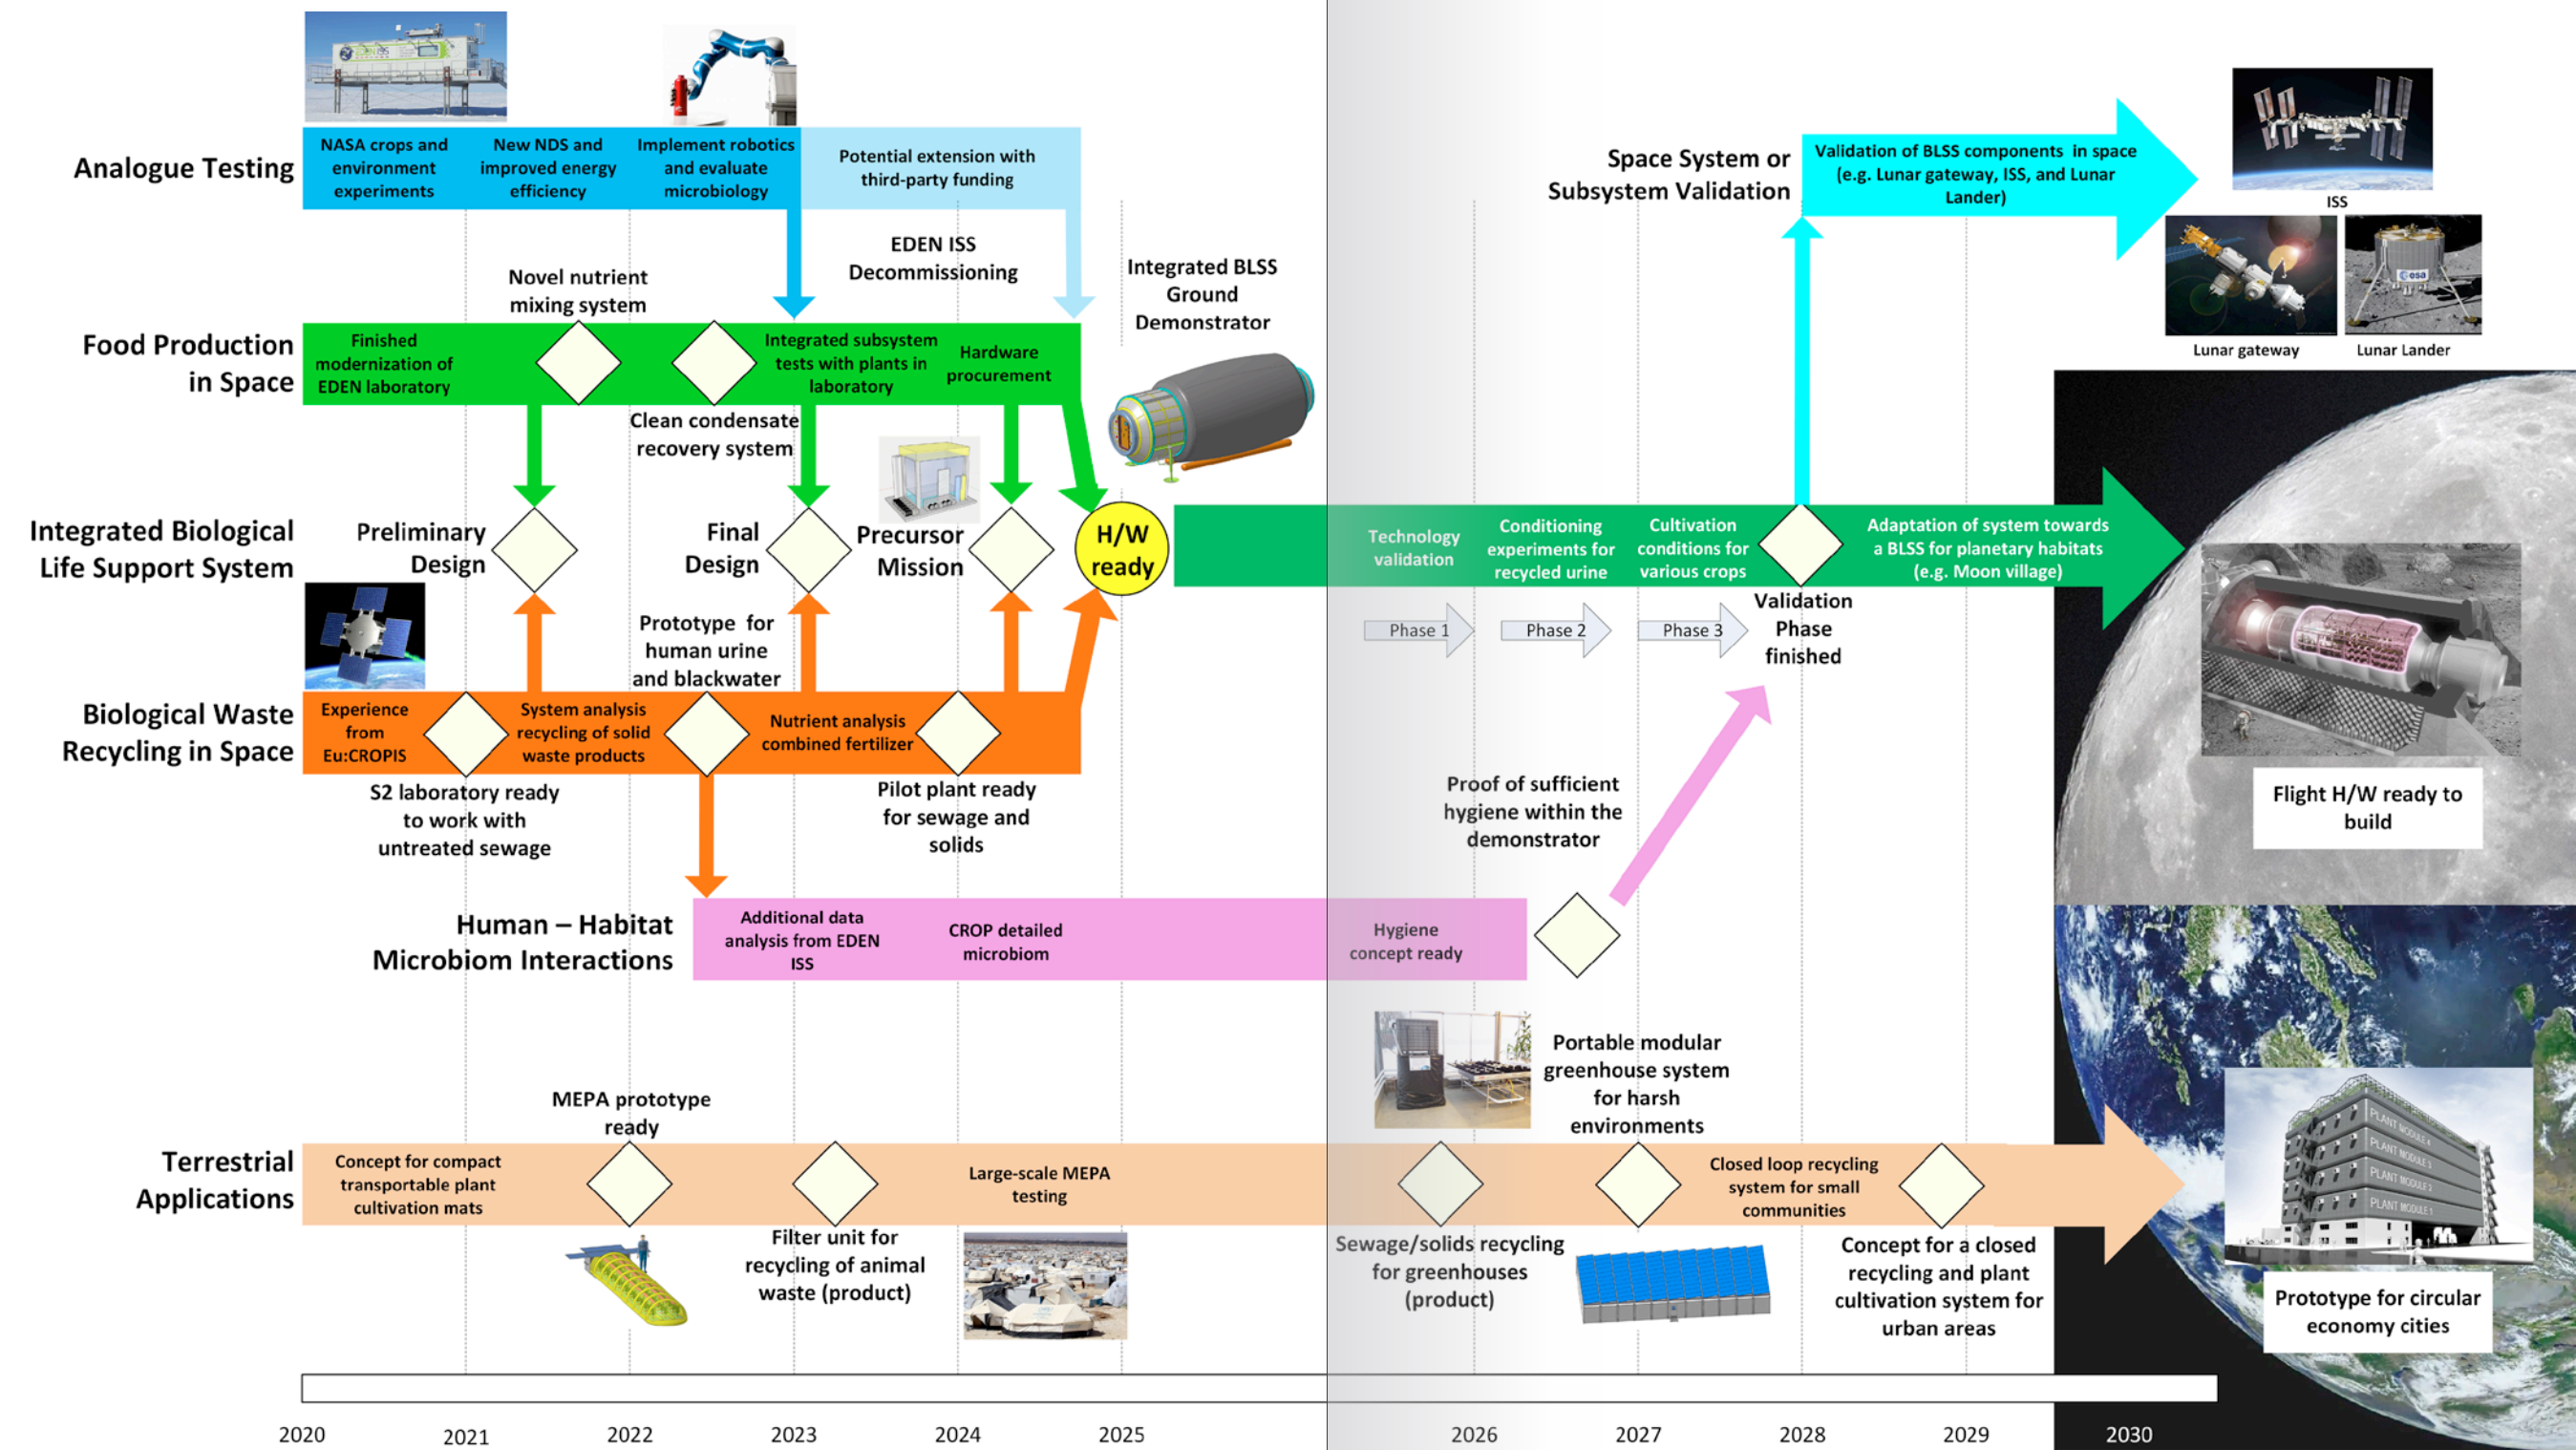 Analogue Testing
NASA crops and
environment
experiments
New NDS and
improved energy
efficiency
Implement robotics
and evaluate
microbiology
Potential extension with
third-party funding
EDEN ISS
Decommissioning
Space System or
Subsystem Validation
Validation of BLSS components in space
(e.g. Lunar gateway, ISS, and Lunar
Lander)
ISS
esa
Lunar gateway
Lunar Lander
Novel nutrient
mixing system
Integrated BLSS
Ground
Demonstrator
Food Production
in Space
Finished
modernization of
EDEN laboratory
Integrated subsystem
tests with plants in
laboratory
Hardware
procurement
Clean condensate
recovery system
Integrated Biological
Life Support System
Preliminary
Design
Final
Design
Precursor
Mission
H/W
ready
Technology
validation
Conditioning
experiments for
recycled urine
Cultivation
conditions for
various crops
Adaptation of system towards
a BLSS for planetary habitats
(e.g. Moon village)
Phase 1
Phase 2
Phase 3
Validation
Phase
finished
Prototype for
human urine
and blackwater
Biological Waste
Recycling in Space
Experience
from
Eu:CROPIS
System analysis
recycling of solid
waste products
Nutrient analysis
combined fertilizer
S2 laboratory ready
to work with
untreated sewage
Pilot plant ready
for sewage and
solids
Proof of sufficient
hygiene within the
demonstrator
Flight H/W ready to
build
Human – Habitat
Microbiom Interactions
Additional data
analysis from EDEN
ISS
CROP detailed
microbiom
Hygiene
concept ready
MEPA prototype
ready
Portable modular
greenhouse system
for harsh
environments
Terrestrial
Applications
Concept for compact
transportable plant
cultivation mats
Large-scale MEPA
testing
Closed loop recycling
system for small
communities
PLANT MODULE 4
PLANT MODULE 3
PLANT MODULE 2
PLANT MODULE 1
Filter unit for
recycling of animal
waste (product)
Sewage/solids recycling
for greenhouses
(product)
Concept for a closed
recycling and plant
cultivation system for
urban areas
Prototype for circular
economy cities
2020
2021
2022
2023
2024
2025
2026
2027
2028
2029
2030